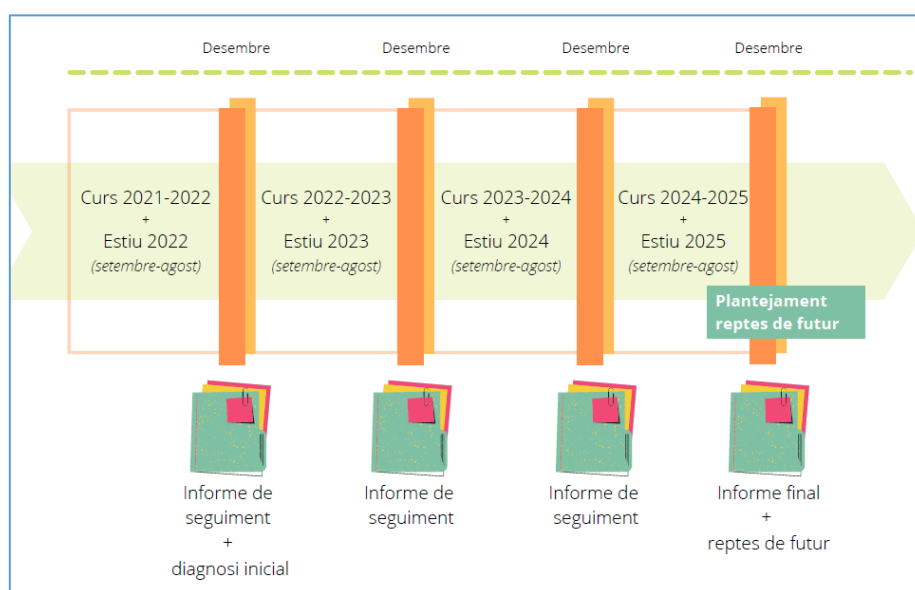 Desembre
Desembre
Desembre
Desembre
Curs 2021-2022
+
Estiu 2022
(setembre-agost)
Curs 2022-2023
+
Estiu 2023
(setembre-agost)
Curs 2023-2024
+
Estiu 2024
(setembre-agost)
Curs 2024-2025
+
Estiu 2025
(setembre-agost)
Plantejament
reptes de futur
Informe de
seguiment
+
diagnosi inicial
Informe de
seguiment
Informe de
seguiment
Informe final
+
reptes de futur